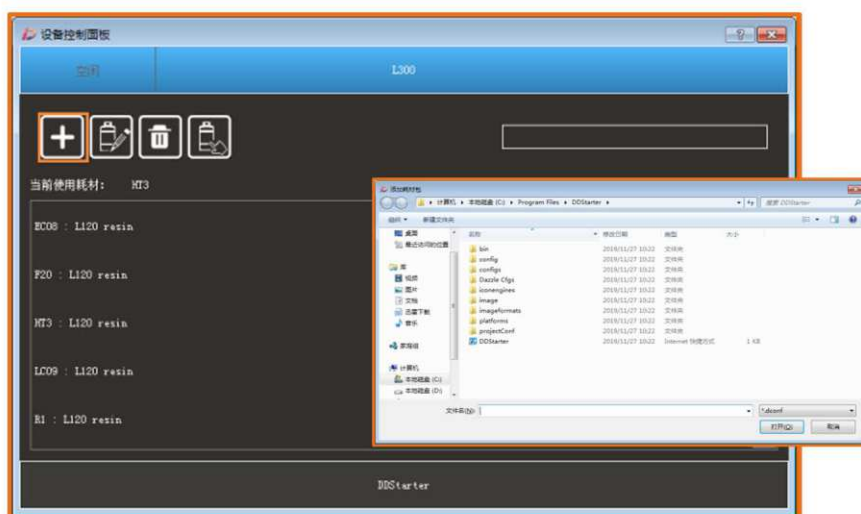 设备控制面板
空闲
L300
当前使用耗材: HT3
EC08 : L120 resin
F20 : L120 resin
HT3 : L120 resin
LC09 : L120 resin
R1 : L120 resin
DDStarter
添加耗材包
计算机 ▸ 本地磁盘 (C:) ▸ Program Files ▸ DDStarter ▸
搜索 DDStarter
组织 ▾ 新建文件夹
桌面
最近访问的位置
库
视频
图片
文档
迅雷下载
音乐
家庭组
计算机
本地磁盘 (C:)
本地磁盘 (D:)
名称 修改日期 类型 大小
bin 2019/11/27 10:22 文件夹
config 2019/11/27 10:22 文件夹
configs 2019/11/27 10:22 文件夹
Dazzle Cfgs 2019/11/27 10:22 文件夹
iconengines 2019/11/27 10:22 文件夹
image 2019/11/27 10:22 文件夹
imageformats 2019/11/27 10:22 文件夹
platforms 2019/11/27 10:22 文件夹
projectConf 2019/11/27 10:22 文件夹
DDStarter 2019/11/27 10:22 Internet 快捷方式 1 KB
文件名(N):
*.dconf
打开(O) 取消